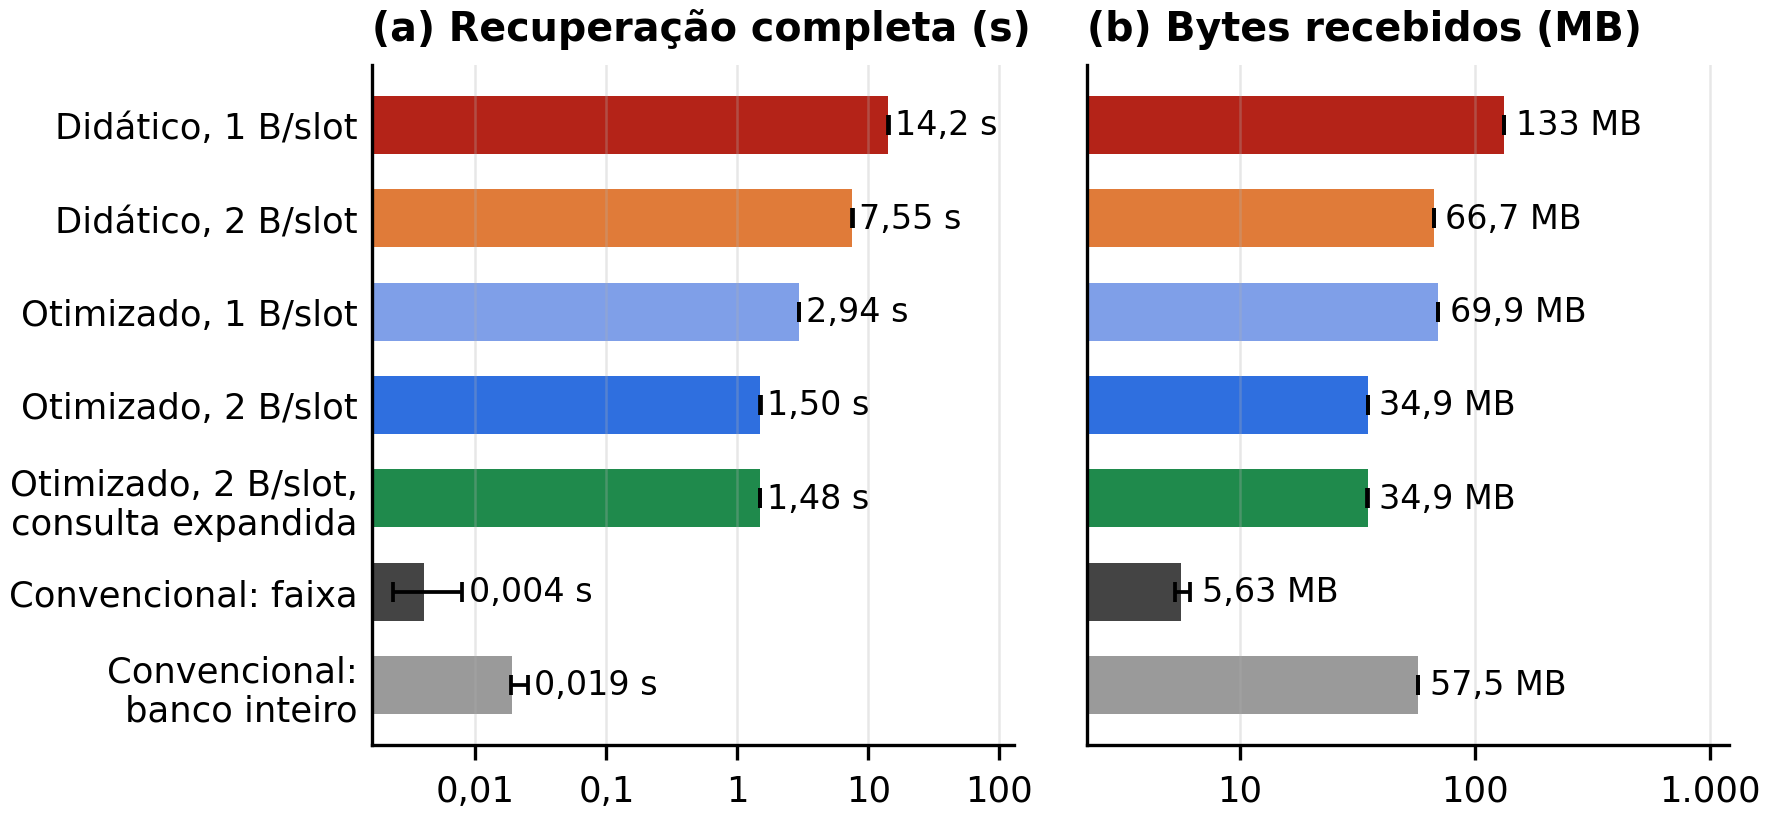 (a) Recuperação completa (s)
(b) Bytes recebidos (MB)
Didático, 1 B/slot
14,2 s
133 MB
Didático, 2 B/slot
7,55 s
66,7 MB
Otimizado, 1 B/slot
2,94 s
69,9 MB
Otimizado, 2 B/slot
1,50 s
34,9 MB
Otimizado, 2 B/slot,
consulta expandida
1,48 s
34,9 MB
Convencional: faixa
0,004 s
5,63 MB
Convencional:
banco inteiro
0,019 s
57,5 MB
0,01 0,1 1 10 100
10 100 1.000